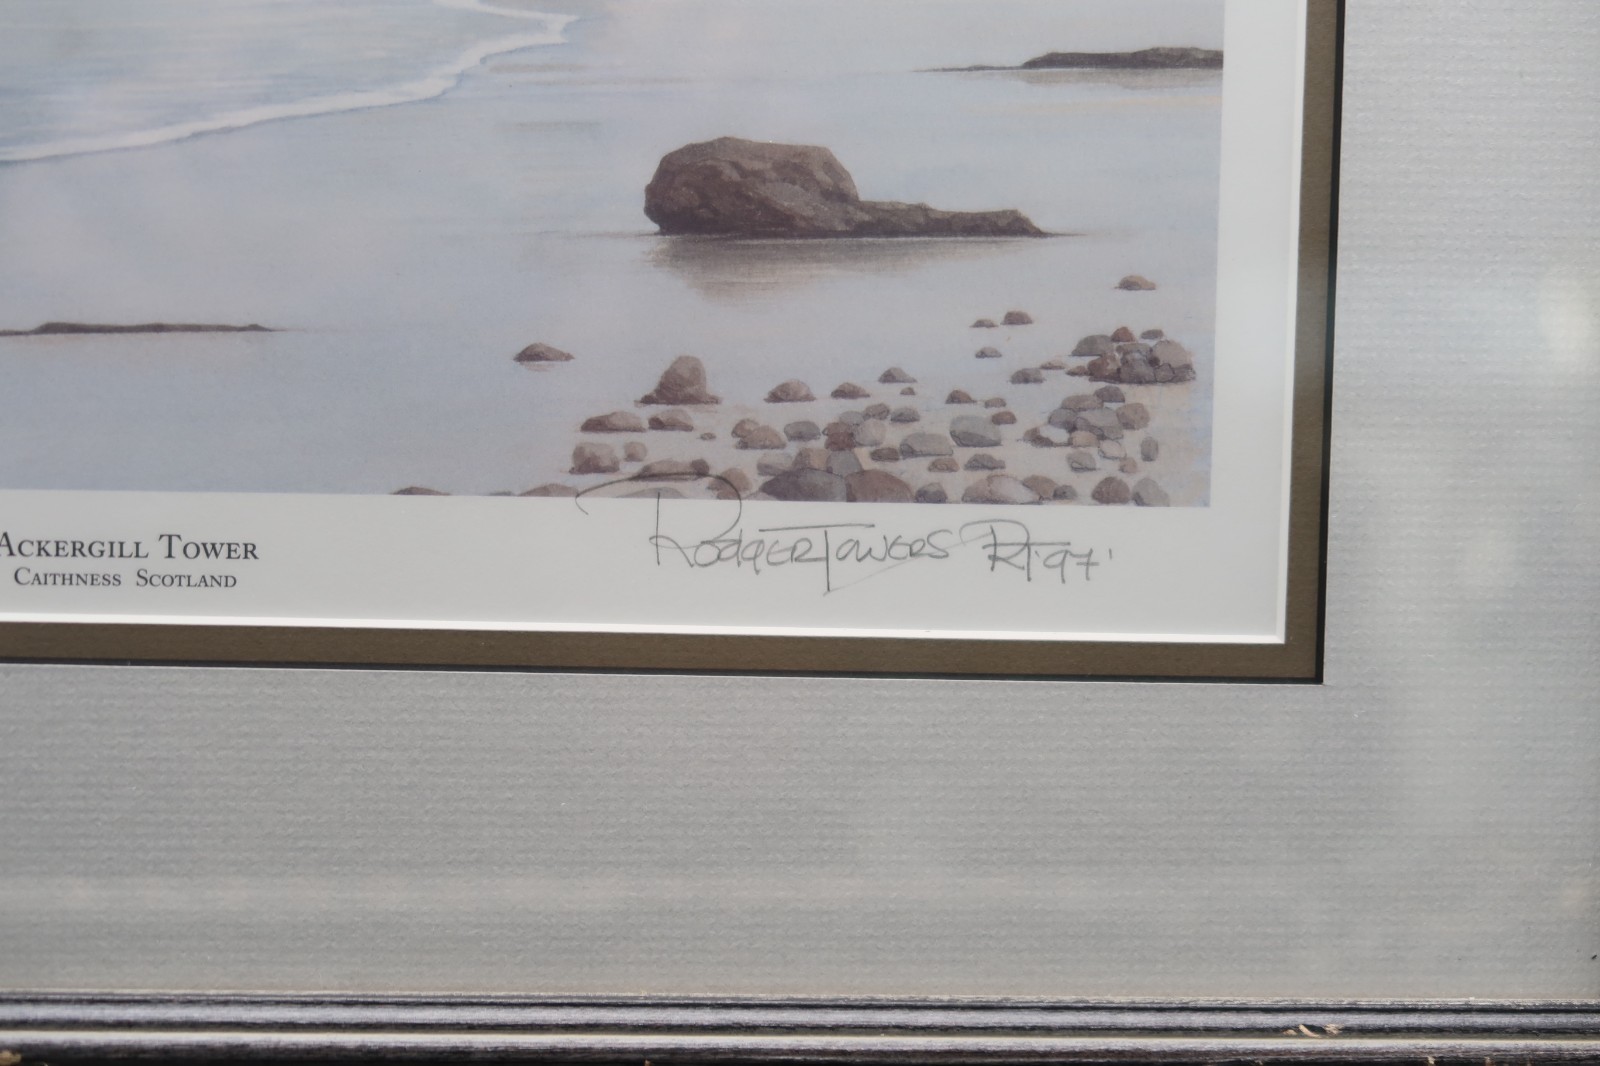 ACKERGILL TOWER
CAITHNESS SCOTLAND
RODGER TOWERS RT '97'